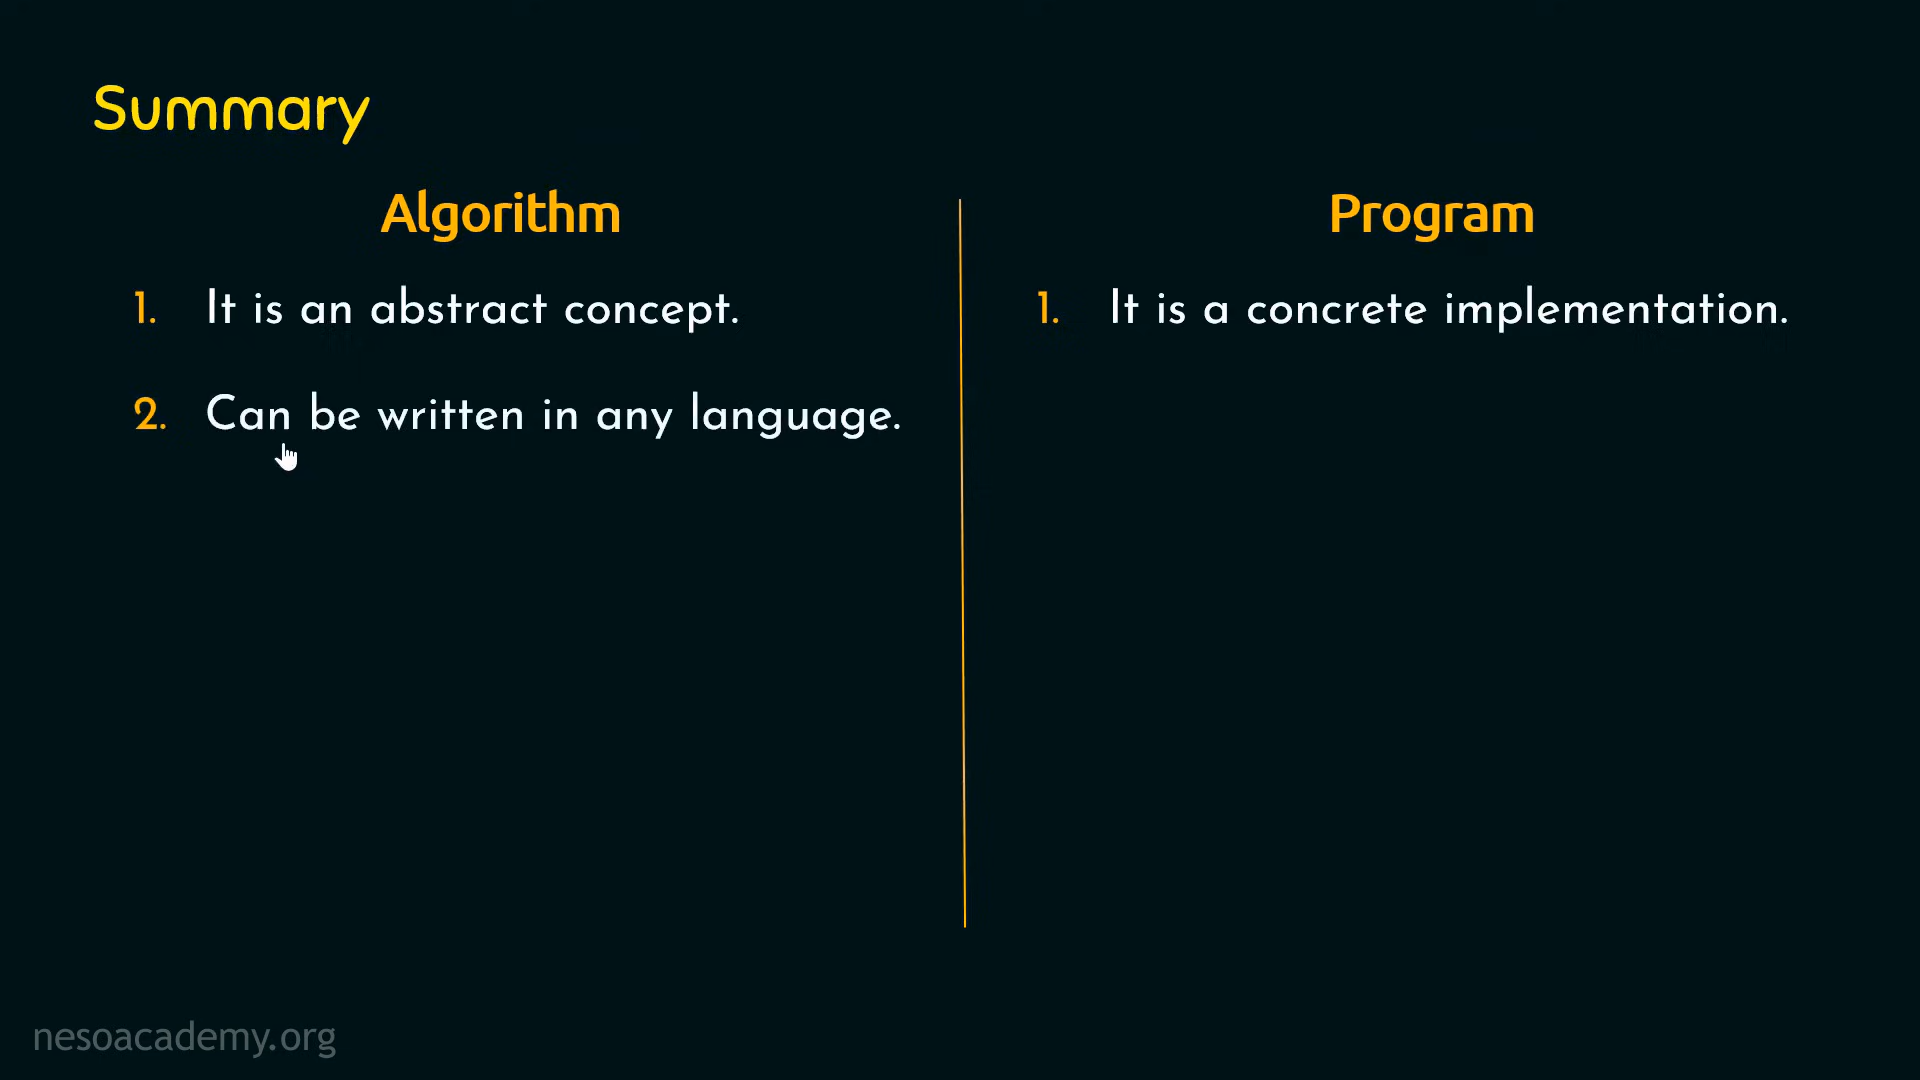 Summary
Algorithm
1. It is an abstract concept.
2. Can be written in any language.
Program
1. It is a concrete implementation.
nesoacademy.org